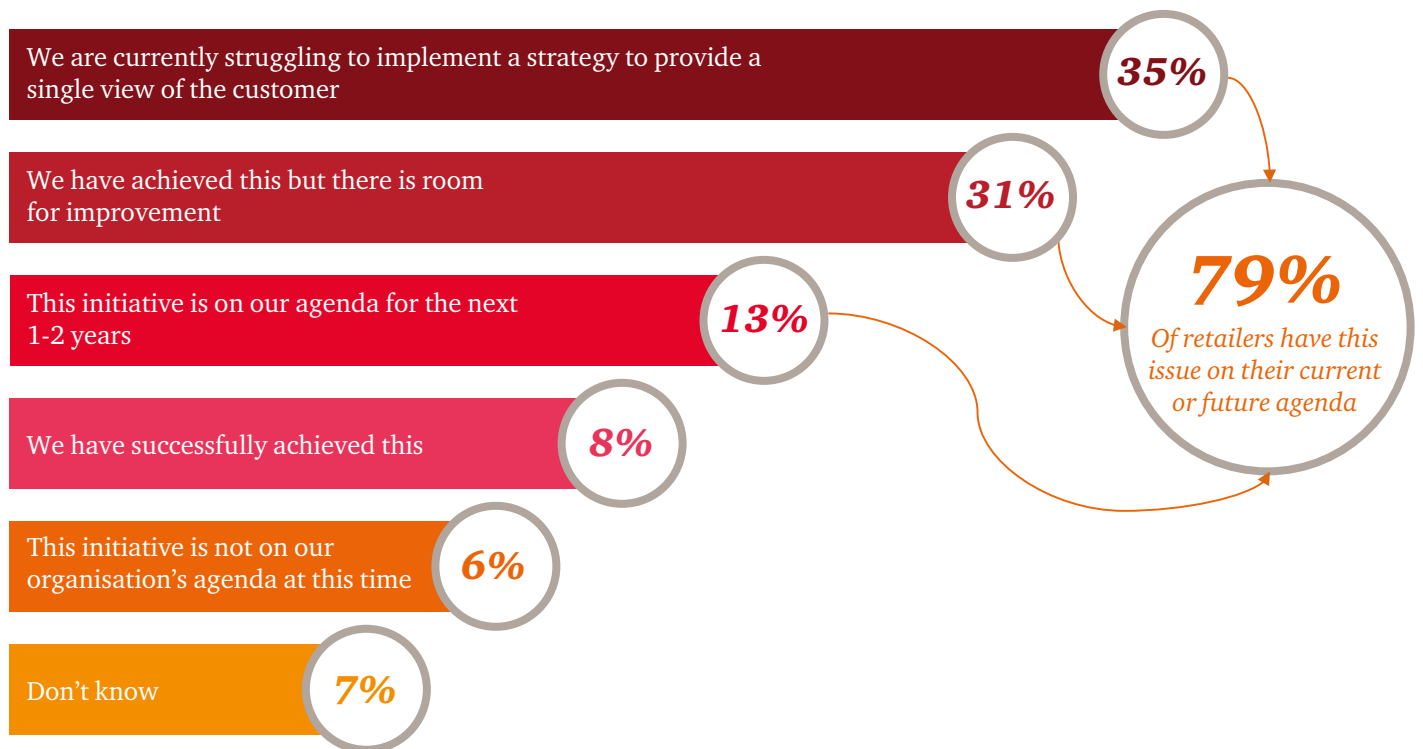 We are currently struggling to implement a strategy to provide a
single view of the customer
35%
We have achieved this but there is room
for improvement
31%
This initiative is on our agenda for the next
1-2 years
13%
79%
Of retailers have this
issue on their current
or future agenda
We have successfully achieved this
8%
This initiative is not on our
organisation’s agenda at this time
6%
Don’t know
7%